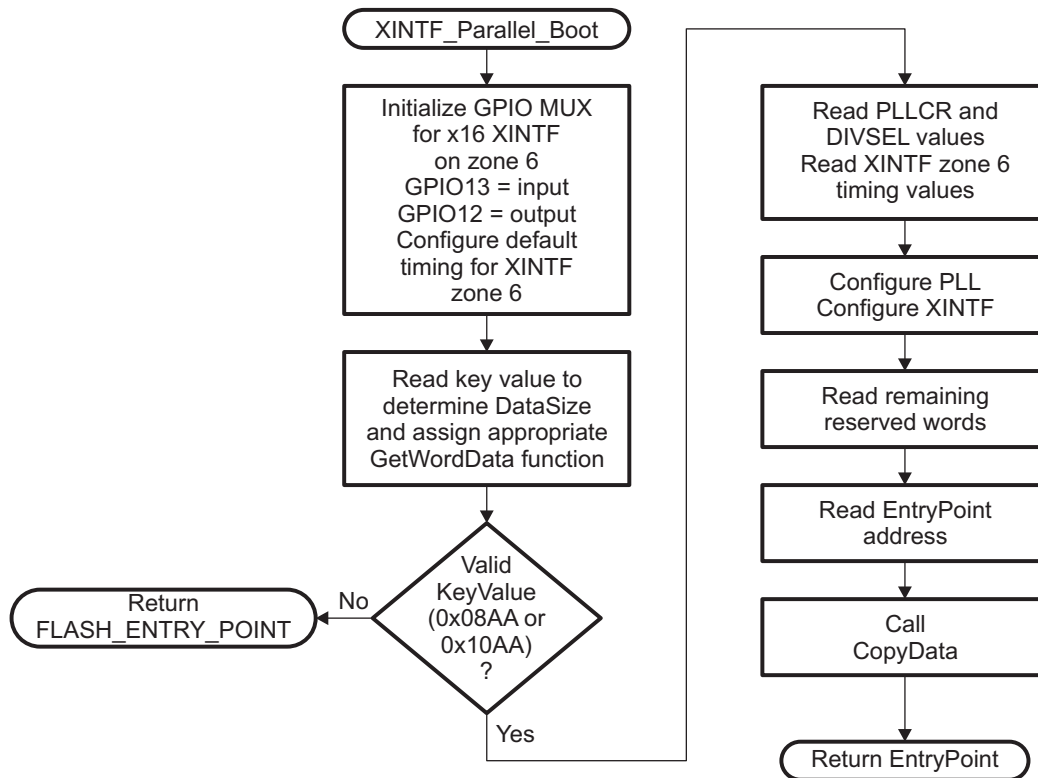 XINTF_Parallel_Boot
Initialize GPIO MUX
for x16 XINTF
on zone 6
GPIO13 = input
GPIO12 = output
Configure default
timing for XINTF
zone 6
Read key value to
determine DataSize
and assign appropriate
GetWordData function
Valid
KeyValue
(0x08AA or
0x10AA)
?
No
Return
FLASH_ENTRY_POINT
Yes
Read PLLCR and
DIVSEL values
Read XINTF zone 6
timing values
Configure PLL
Configure XINTF
Read remaining
reserved words
Read EntryPoint
address
Call
CopyData
Return EntryPoint